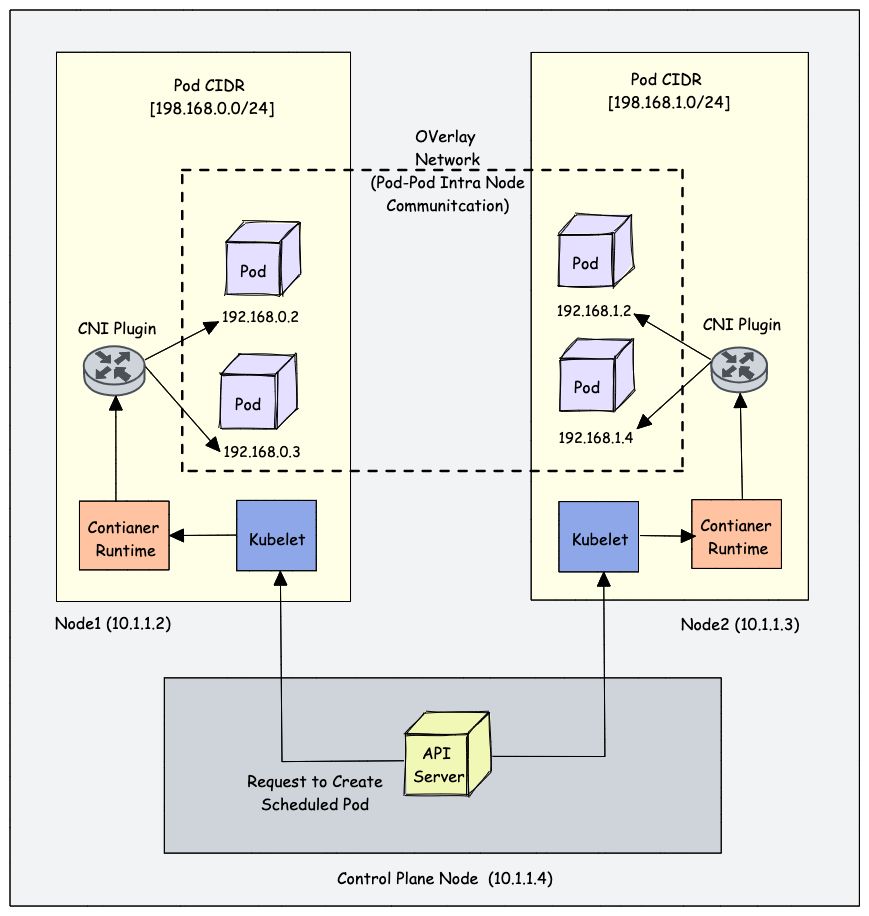 Pod CIDR
[198.168.0.0/24]
Pod CIDR
[198.168.1.0/24]
OVerlay
Network
(Pod-Pod Intra Node
Communitcation)
Pod
192.168.0.2
Pod
192.168.1.2
CNI Plugin
CNI Plugin
Pod
192.168.0.3
Pod
192.168.1.4
Contianer
Runtime
Kubelet
Kubelet
Contianer
Runtime
Node1 (10.1.1.2)
Node2 (10.1.1.3)
API
Server
Request to Create
Scheduled Pod
Control Plane Node (10.1.1.4)